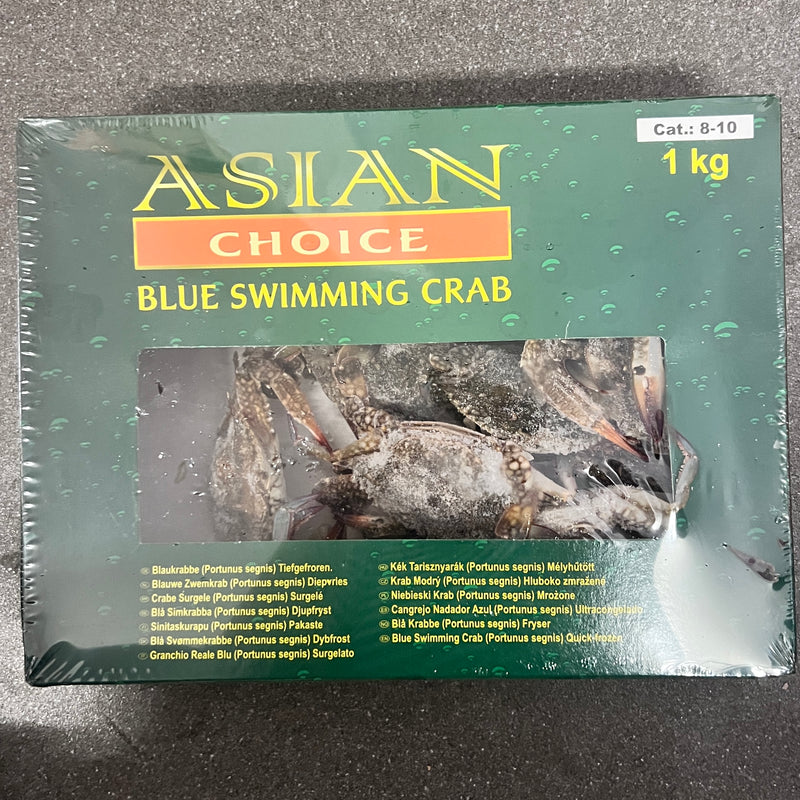 Cat.: 8-10
1 kg
ASIAN
CHOICE
BLUE SWIMMING CRAB
Blaukrabbe (Portunus segnis) Tiefgefroren.
Blauwe Zwemkrab (Portunus segnis) Diepvries
Crabe Surgele (Portunus segnis) Surgelé
Blå Simkrabba (Portunus segnis) Djupfryst
Sinitaskurapu (Portunus segnis) Pakaste
Blå Svømmekrabbe (Portunus segnis) Dybfrost
Granchio Reale Blu (Portunus segnis) Surgelato
Kék Tarisznyarák (Portunus segnis) Mélyhűtött
Krab Modrý (Portunus segnis) Hluboko zmražené
Niebieski Krab (Portunus segnis) Mrożone
Cangrejo Nadador Azul (Portunus segnis) Ultracongelado
Blå Krabbe (Portunus segnis) Fryser
Blue Swimming Crab (Portunus segnis) Quick-frozen